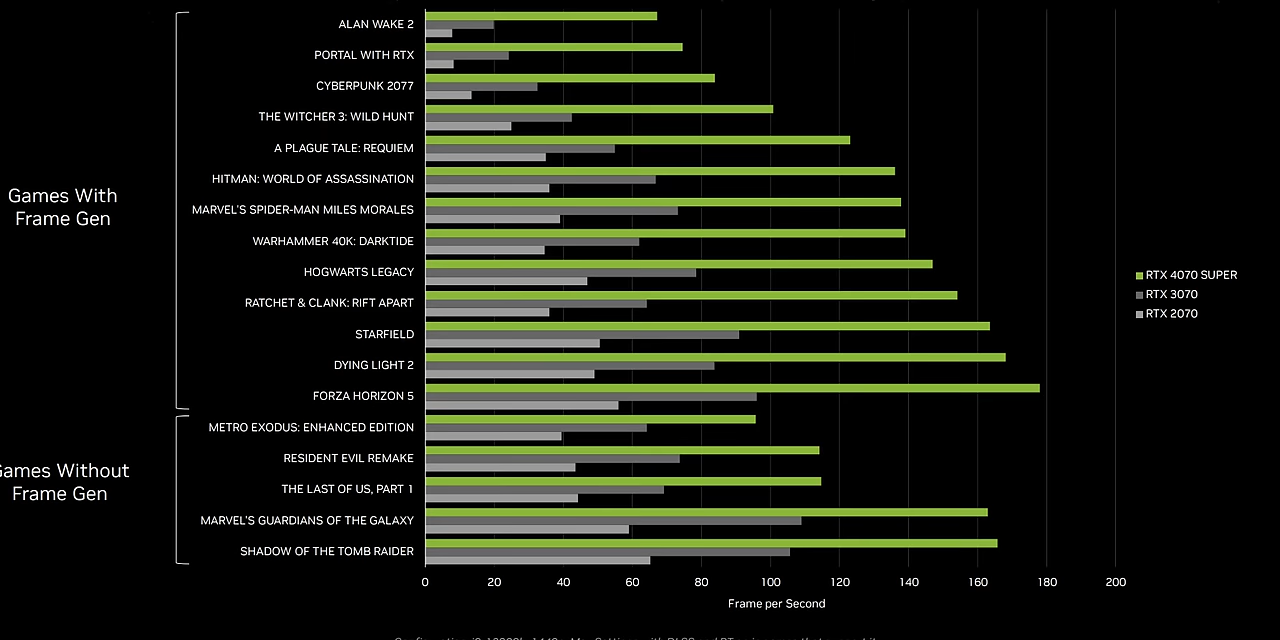 ALAN WAKE 2
PORTAL WITH RTX
CYBERPUNK 2077
THE WITCHER 3: WILD HUNT
A PLAGUE TALE: REQUIEM
HITMAN: WORLD OF ASSASSINATION
MARVEL'S SPIDER-MAN MILES MORALES
WARHAMMER 40K: DARKTIDE
HOGWARTS LEGACY
RATCHET & CLANK: RIFT APART
STARFIELD
DYING LIGHT 2
FORZA HORIZON 5
METRO EXODUS: ENHANCED EDITION
RESIDENT EVIL REMAKE
THE LAST OF US, PART 1
MARVEL'S GUARDIANS OF THE GALAXY
SHADOW OF THE TOMB RAIDER
Games With
Frame Gen
Games Without
Frame Gen
RTX 4070 SUPER
RTX 3070
RTX 2070
0 20 40 60 80 100 120 140 160 180 200
Frame per Second